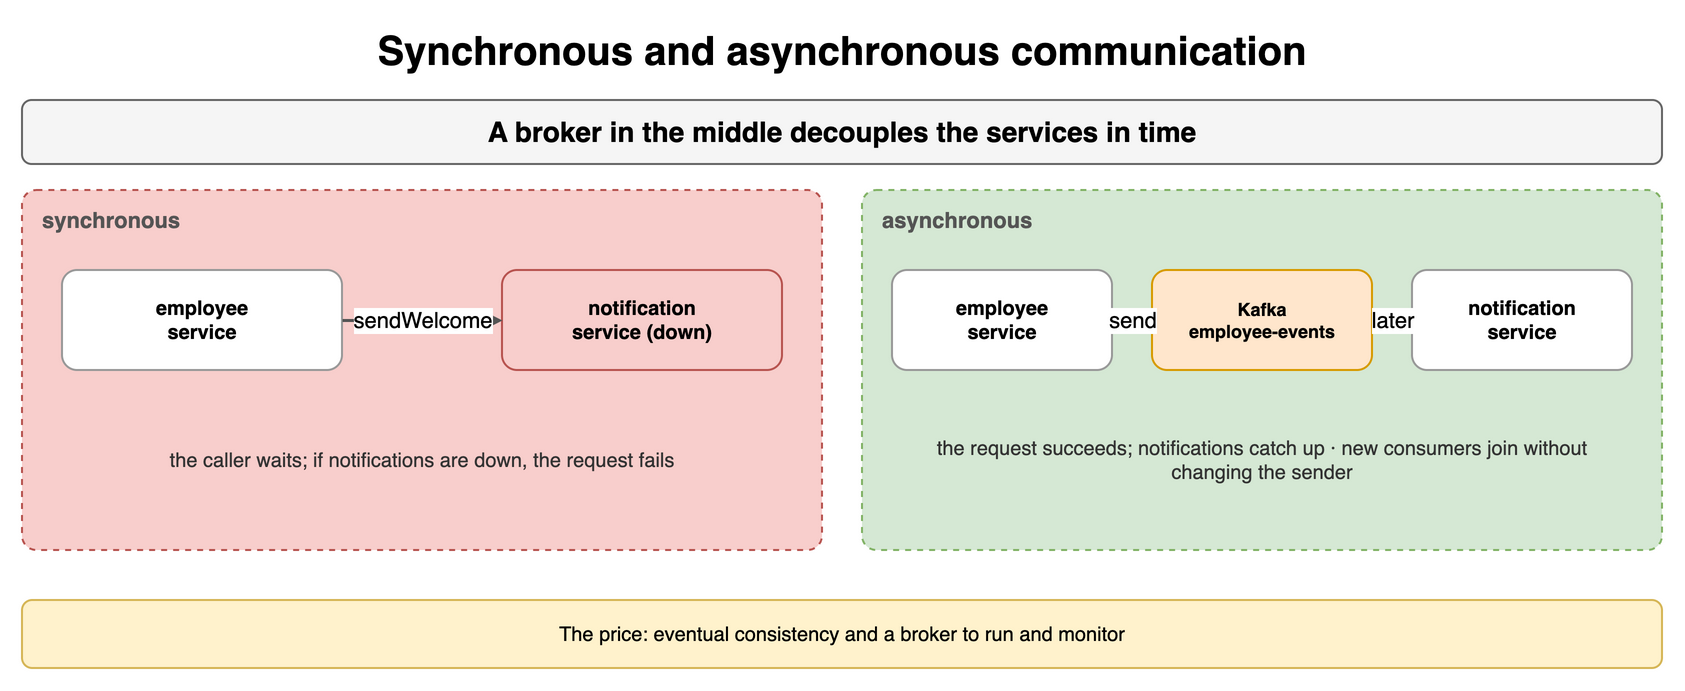 Synchronous and asynchronous communication
A broker in the middle decouples the services in time
synchronous
employee
service
sendWelcome
notification
service (down)
the caller waits; if notifications are down, the request fails
asynchronous
employee
service
send
Kafka
employee-events
later
notification
service
the request succeeds; notifications catch up · new consumers join without
changing the sender
The price: eventual consistency and a broker to run and monitor